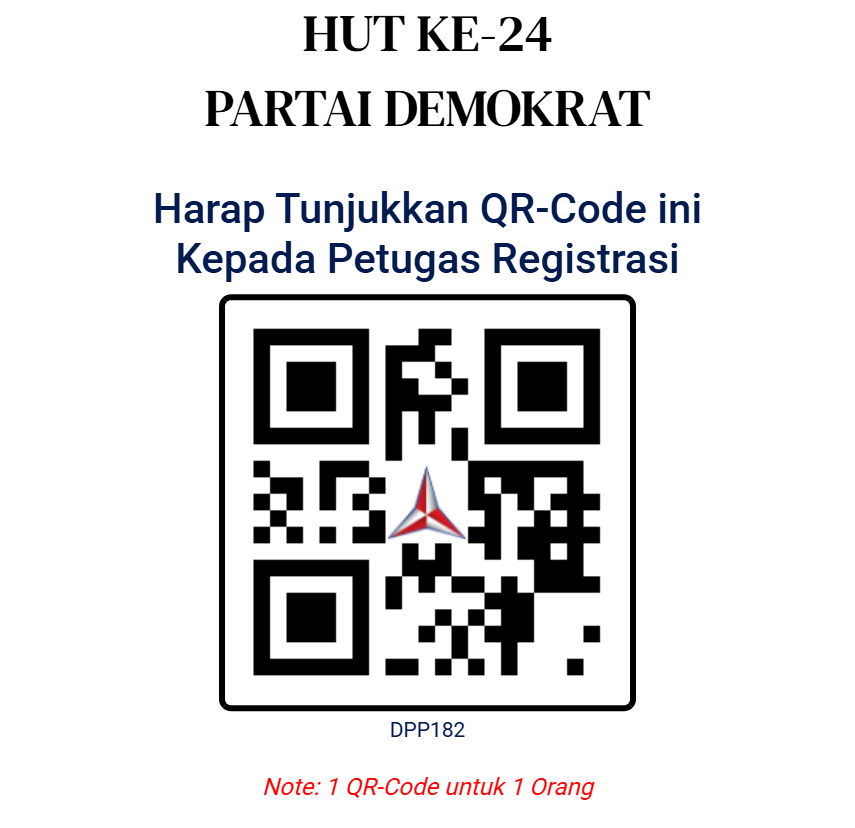 HUT KE-24
PARTAI DEMOKRAT
Harap Tunjukkan QR-Code ini
Kepada Petugas Registrasi
DPP182
Note: 1 QR-Code untuk 1 Orang